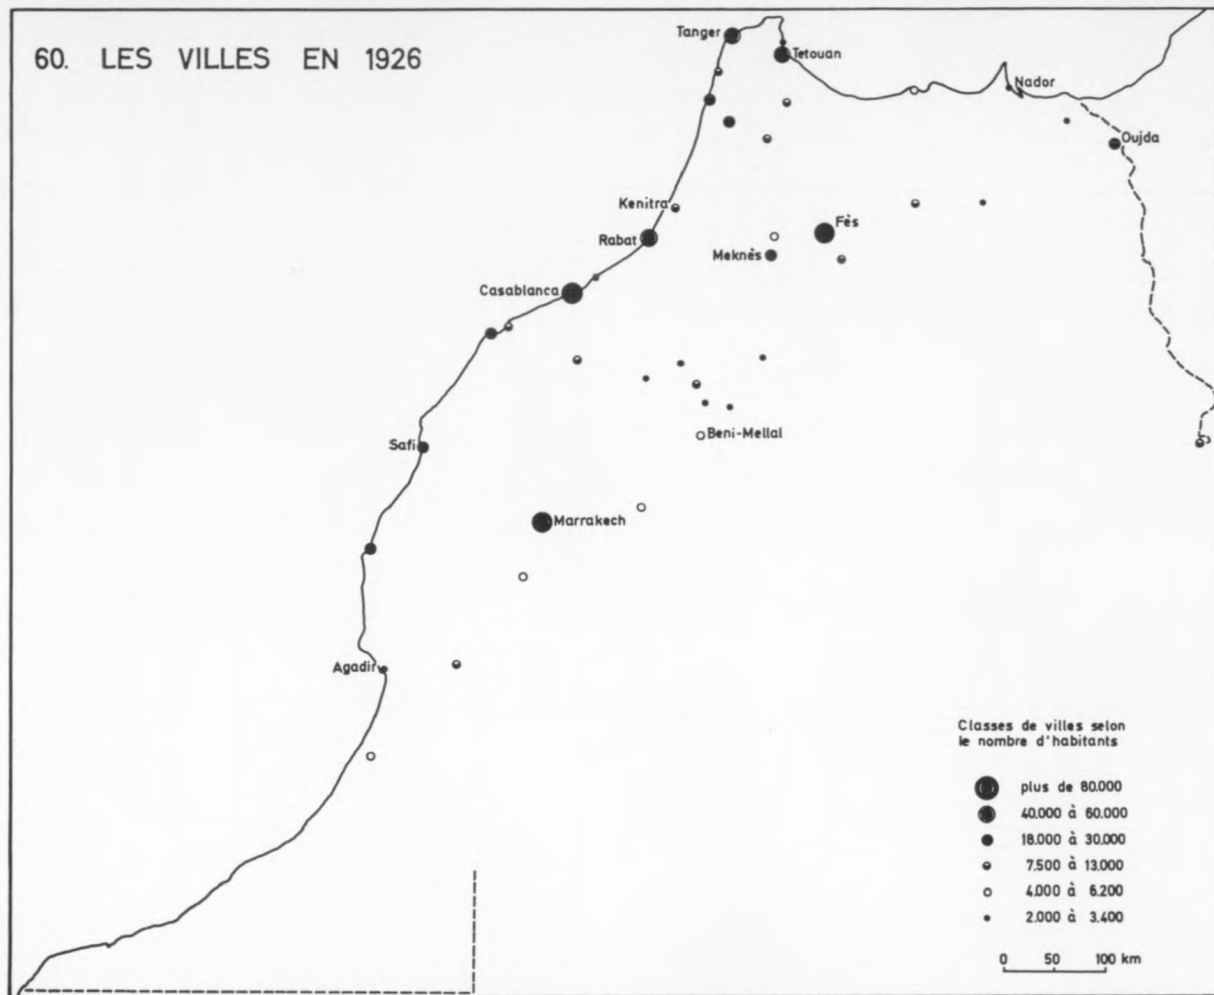 60. LES VILLES EN 1926
Tanger
Tetouan
Nador
Oujda
Kenitra
Fès
Rabat
Meknès
Casablanca
Beni-Mellal
Safi
Marrakech
Agadir
Classes de villes selon
le nombre d'habitants
plus de 80.000
40.000 à 60.000
18.000 à 30.000
7.500 à 13.000
4.000 à 6.200
2.000 à 3.400
0 50 100 km